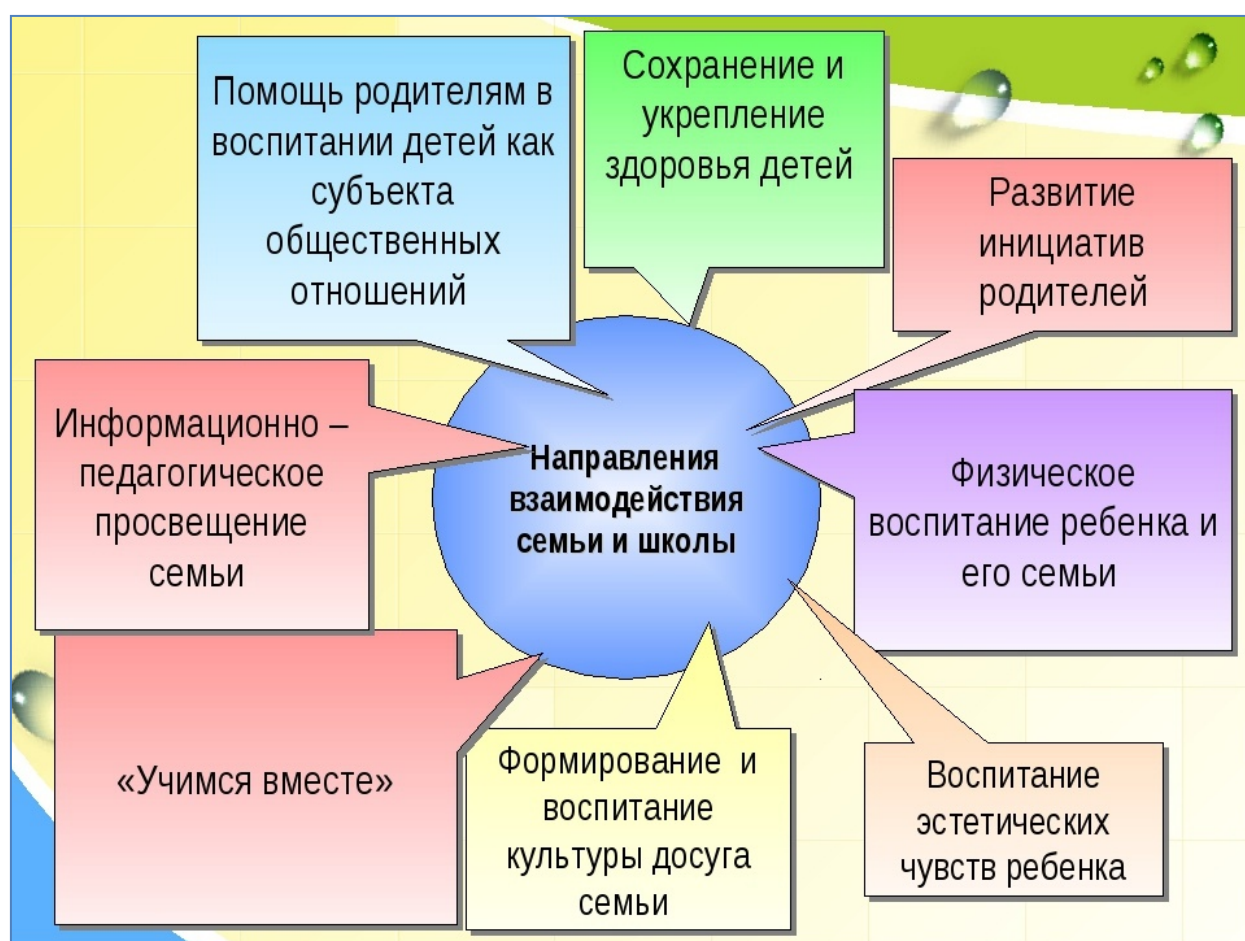 Помощь родителям в
воспитании детей как
субъекта
общественных
отношений
Сохранение и
укрепление
здоровья детей
Развитие
инициатив
родителей
Информационно –
педагогическое
просвещение
семьи
Направления
взаимодействия
семьи и школы
Физическое
воспитание ребенка и
его семьи
«Учимся вместе»
Формирование и
воспитание
культуры досуга
семьи
Воспитание
эстетических
чувств ребенка